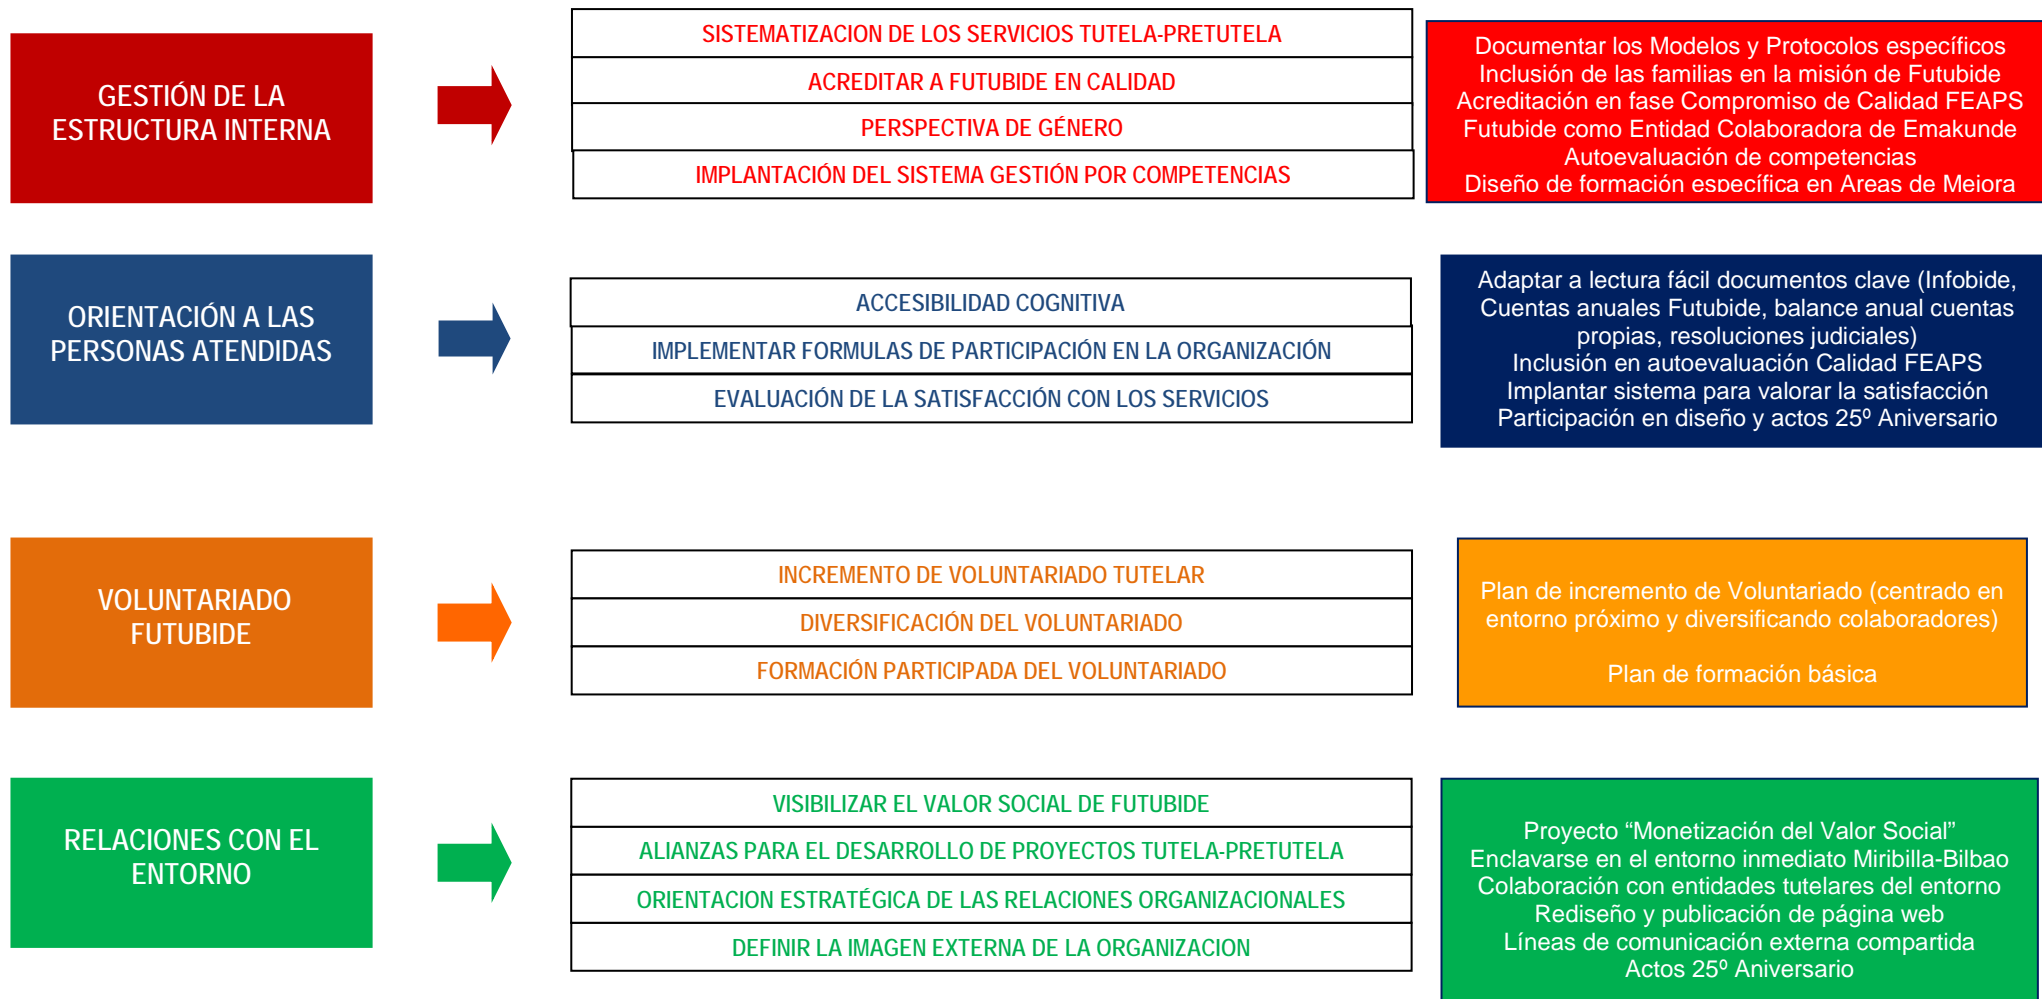 GESTIÓN DE LA
ESTRUCTURA INTERNA
SISTEMATIZACION DE LOS SERVICIOS TUTELA-PRETUTELA
ACREDITAR A FUTUBIDE EN CALIDAD
PERSPECTIVA DE GÉNERO
IMPLANTACIÓN DEL SISTEMA GESTIÓN POR COMPETENCIAS
Documentar los Modelos y Protocolos específicos
Inclusión de las familias en la misión de Futubide
Acreditación en fase Compromiso de Calidad FEAPS
Futubide como Entidad Colaboradora de Emakunde
Autoevaluación de competencias
Diseño de formación específica en Areas de Mejora
ORIENTACIÓN A LAS
PERSONAS ATENDIDAS
ACCESIBILIDAD COGNITIVA
IMPLEMENTAR FORMULAS DE PARTICIPACIÓN EN LA ORGANIZACIÓN
EVALUACIÓN DE LA SATISFACCIÓN CON LOS SERVICIOS
Adaptar a lectura fácil documentos clave (Infobide,
Cuentas anuales Futubide, balance anual cuentas
propias, resoluciones judiciales)
Inclusión en autoevaluación Calidad FEAPS
Implantar sistema para valorar la satisfacción
Participación en diseño y actos 25º Aniversario
VOLUNTARIADO
FUTUBIDE
INCREMENTO DE VOLUNTARIADO TUTELAR
DIVERSIFICACIÓN DEL VOLUNTARIADO
FORMACIÓN PARTICIPADA DEL VOLUNTARIADO
Plan de incremento de Voluntariado (centrado en
entorno próximo y diversificando colaboradores)
Plan de formación básica
RELACIONES CON EL
ENTORNO
VISIBILIZAR EL VALOR SOCIAL DE FUTUBIDE
ALIANZAS PARA EL DESARROLLO DE PROYECTOS TUTELA-PRETUTELA
ORIENTACION ESTRATÉGICA DE LAS RELACIONES ORGANIZACIONALES
DEFINIR LA IMAGEN EXTERNA DE LA ORGANIZACION
Proyecto “Monetización del Valor Social”
Enclavarse en el entorno inmediato Miribilla-Bilbao
Colaboración con entidades tutelares del entorno
Rediseño y publicación de página web
Líneas de comunicación externa compartida
Actos 25º Aniversario